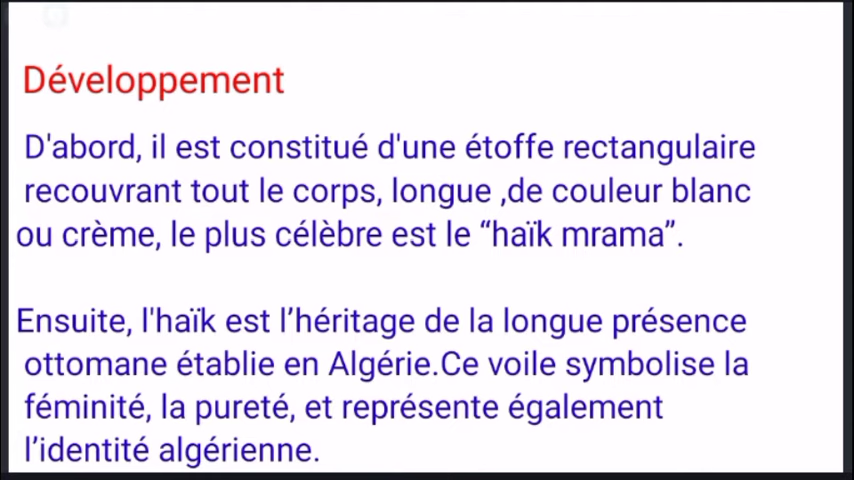 Développement
D'abord, il est constitué d'une étoffe rectangulaire
recouvrant tout le corps, longue ,de couleur blanc
ou crème, le plus célèbre est le “haïk mrama”.
Ensuite, l'haïk est l’héritage de la longue présence
ottomane établie en Algérie.Ce voile symbolise la
féminité, la pureté, et représente également
l’identité algérienne.